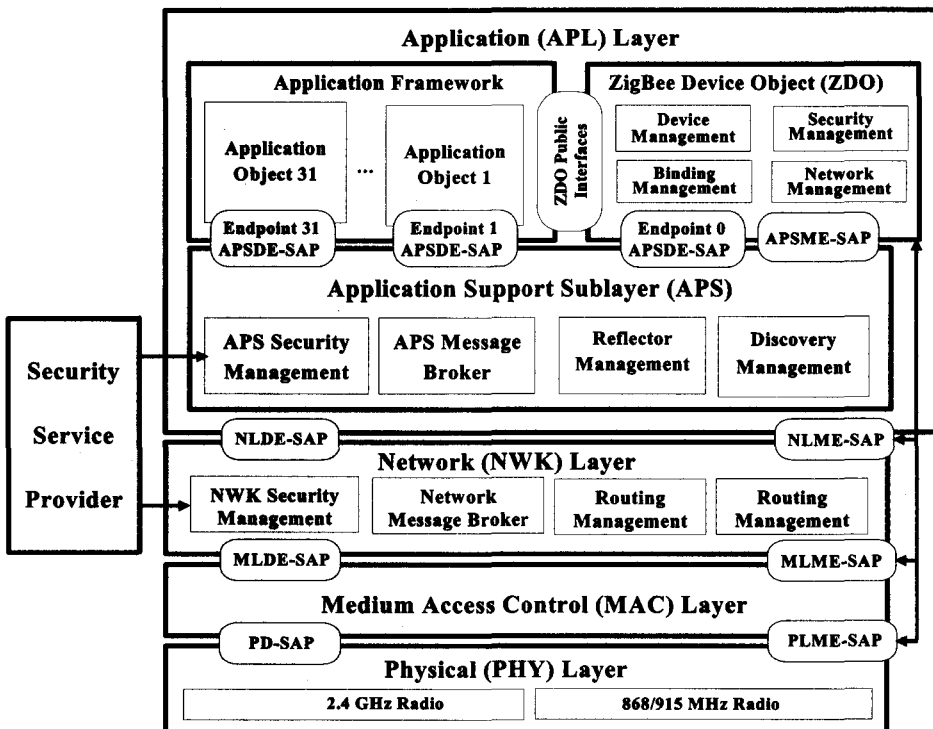 Application (APL) Layer
Application Framework
ZigBee Device Object (ZDO)
Application
Object 31
...
Application
Object 1
ZDO Public
Interfaces
Device
Management
Security
Management
Binding
Management
Network
Management
Endpoint 31
APSDE-SAP
Endpoint 1
APSDE-SAP
Endpoint 0
APSDE-SAP
APSME-SAP
Application Support Sublayer (APS)
APS Security
Management
APS Message
Broker
Reflector
Management
Discovery
Management
Security
Service
Provider
NLDE-SAP
NLME-SAP
Network (NWK) Layer
NWK Security
Management
Network
Message Broker
Routing
Management
Routing
Management
MLDE-SAP
MLME-SAP
Medium Access Control (MAC) Layer
PD-SAP
PLME-SAP
Physical (PHY) Layer
2.4 GHz Radio
868/915 MHz Radio